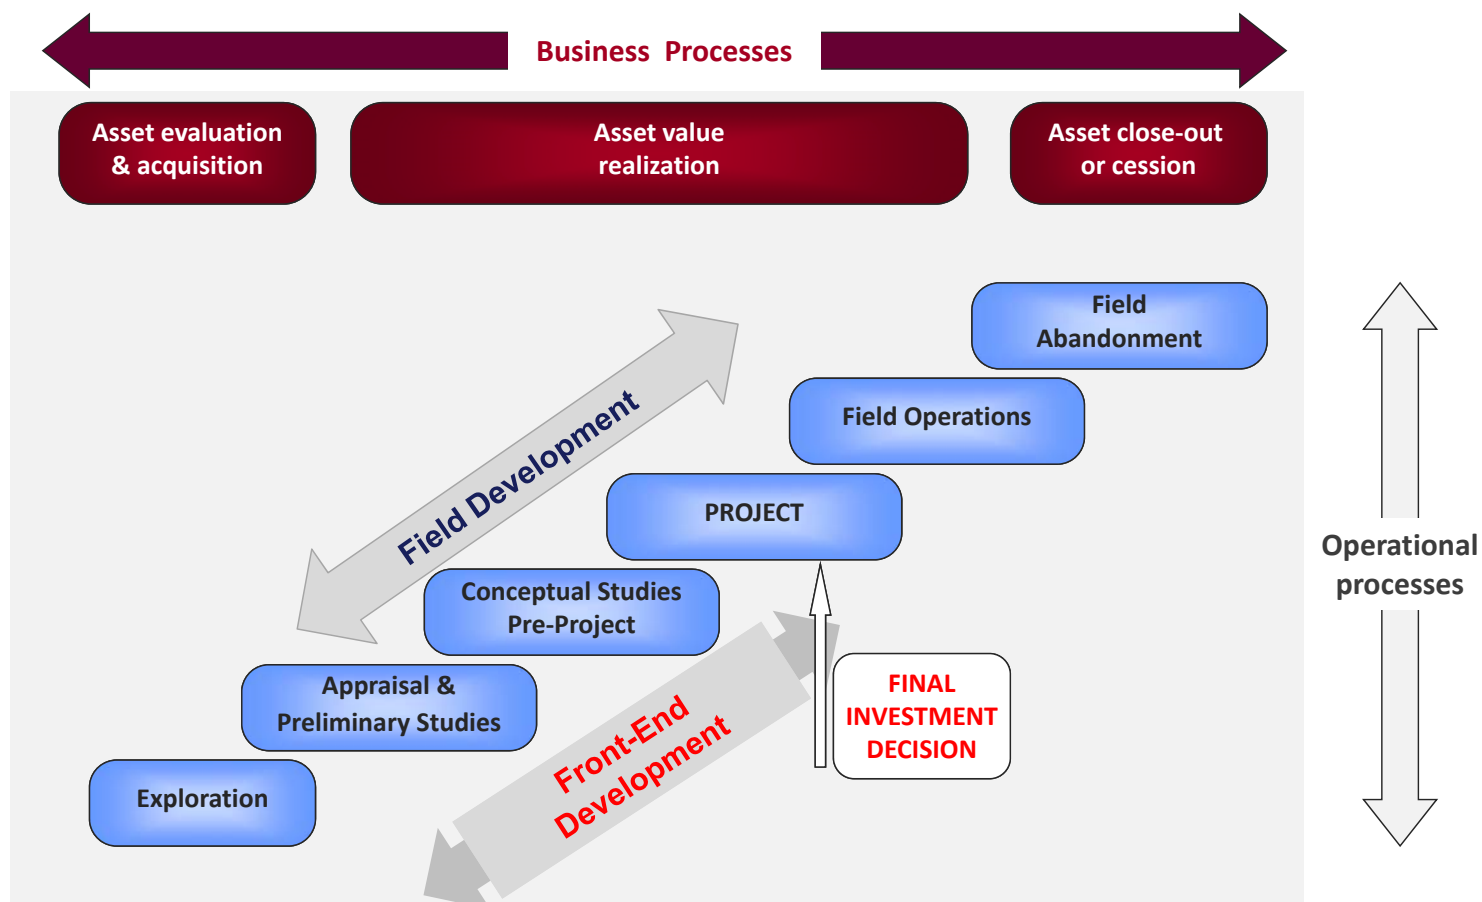 Business Processes
Asset evaluation
& acquisition
Asset value
realization
Asset close-out
or cession
Field
Abandonment
Field Operations
Field Development
PROJECT
Operational
processes
Conceptual Studies
Pre-Project
Appraisal &
Preliminary Studies
FINAL
INVESTMENT
DECISION
Front-End
Development
Exploration